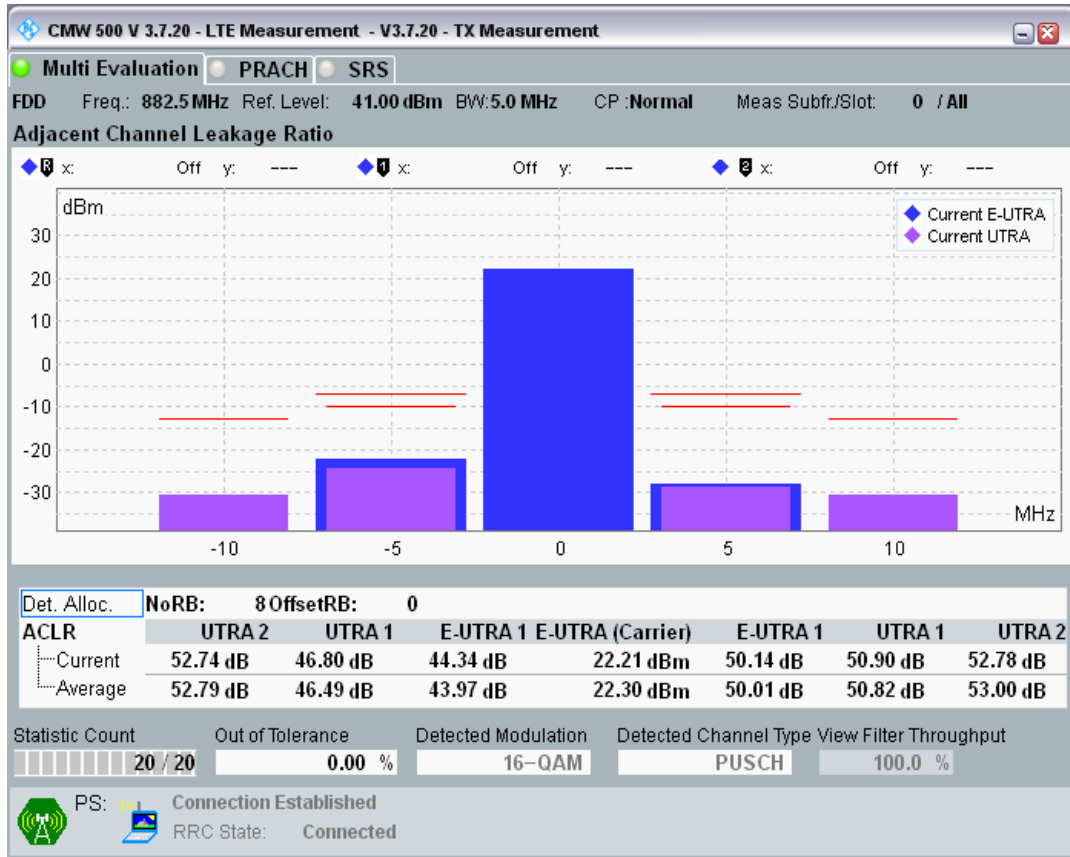 CMW 500 V 3.7.20 - LTE Measurement - V3.7.20 - TX Measurement
Multi Evaluation PRACH SRS
FDD Freq.: 882.5 MHz Ref. Level: 41.00 dBm BW:5.0 MHz CP :Normal Meas Subfr./Slot: 0 / All
Adjacent Channel Leakage Ratio
R x: Off y: --- 1 x: Off y: --- 2 x: Off y: ---
dBm
Current E-UTRA
Current UTRA
30
20
10
0
-10
-20
-30
MHz
-10 -5 0 5 10
Det. Alloc. NoRB: 8 OffsetRB: 0
ACLR UTRA 2 UTRA 1 E-UTRA 1 E-UTRA (Carrier) E-UTRA 1 UTRA 1 UTRA 2
Current 52.74 dB 46.80 dB 44.34 dB 22.21 dBm 50.14 dB 50.90 dB 52.78 dB
Average 52.79 dB 46.49 dB 43.97 dB 22.30 dBm 50.01 dB 50.82 dB 53.00 dB
Statistic Count Out of Tolerance Detected Modulation Detected Channel Type View Filter Throughput
20 / 20 0.00 % 16-QAM PUSCH 100.0 %
PS: Connection Established
RRC State: Connected